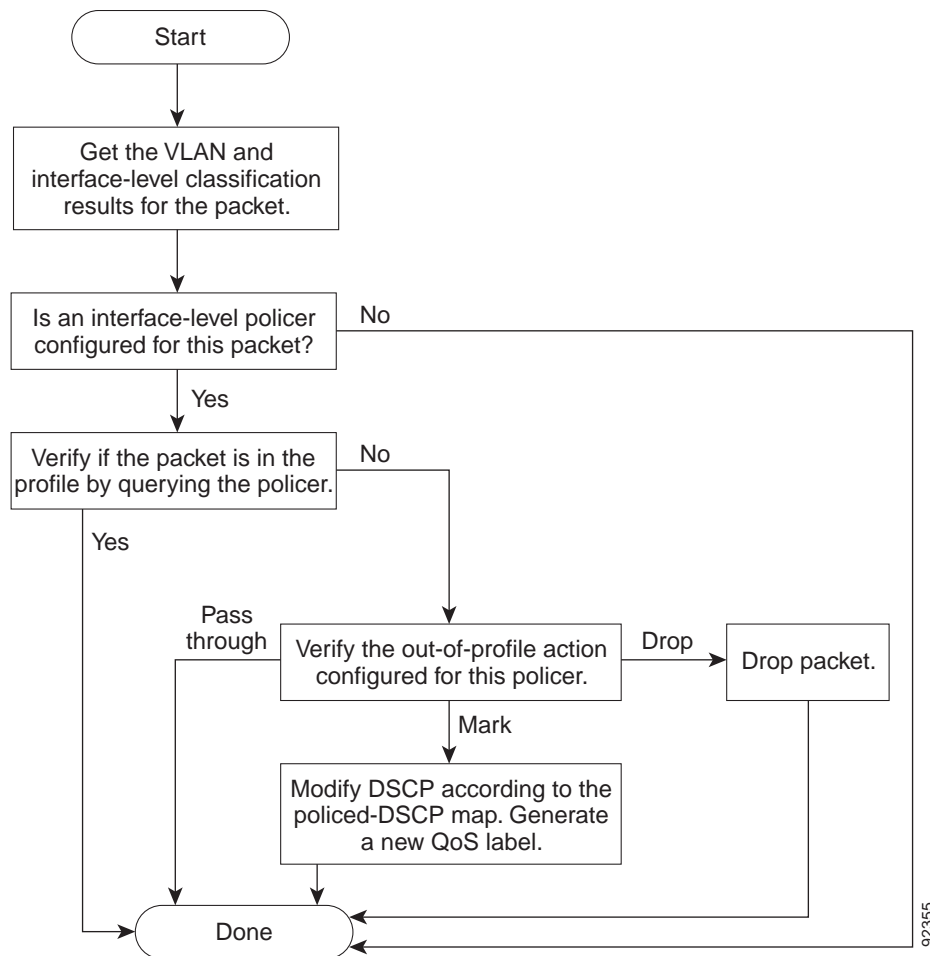 Start
Get the VLAN and
interface-level classification
results for the packet.
Is an interface-level policer
configured for this packet?
No
Yes
Verify if the packet is in the
profile by querying the policer.
No
Yes
Pass
through
Verify the out-of-profile action
configured for this policer.
Drop
Drop packet.
Mark
Modify DSCP according to the
policed-DSCP map. Generate
a new QoS label.
Done
92355